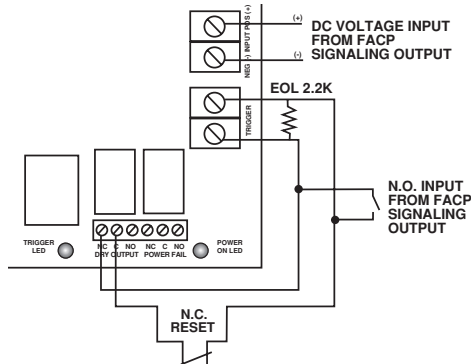 INPUT POS (+)
NEG (-)
(+)
(-)
DC VOLTAGE INPUT
FROM FACP
SIGNALING OUTPUT
TRIGGER
EOL 2.2K
N.O. INPUT
FROM FACP
SIGNALING
OUTPUT
TRIGGER
LED
NC C NO NC C NO
DRY OUTPUT POWER FAIL
POWER
ON LED
N.C.
RESET